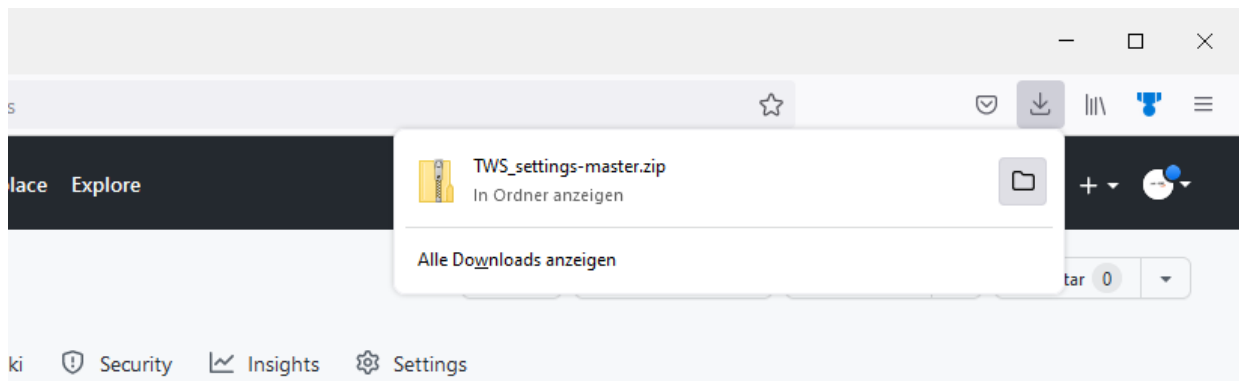 s
lace Explore
TWS_settings-master.zip
In Ordner anzeigen
Alle Downloads anzeigen
tar 0
ki Security Insights Settings